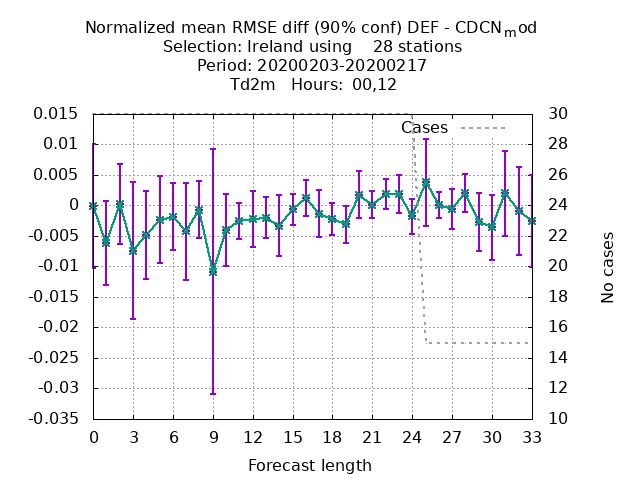 Normalized mean RMSE diff (90% conf) DEF - CDCNmod
Selection: Ireland using 28 stations
Period: 20200203-20200217
Td2m Hours: 00,12
Cases
0.015
0.01
0.005
0
-0.005
-0.01
-0.015
-0.02
-0.025
-0.03
-0.035
30
28
26
24
22
20
18
16
14
12
10
No cases
0 3 6 9 12 15 18 21 24 27 30 33
Forecast length